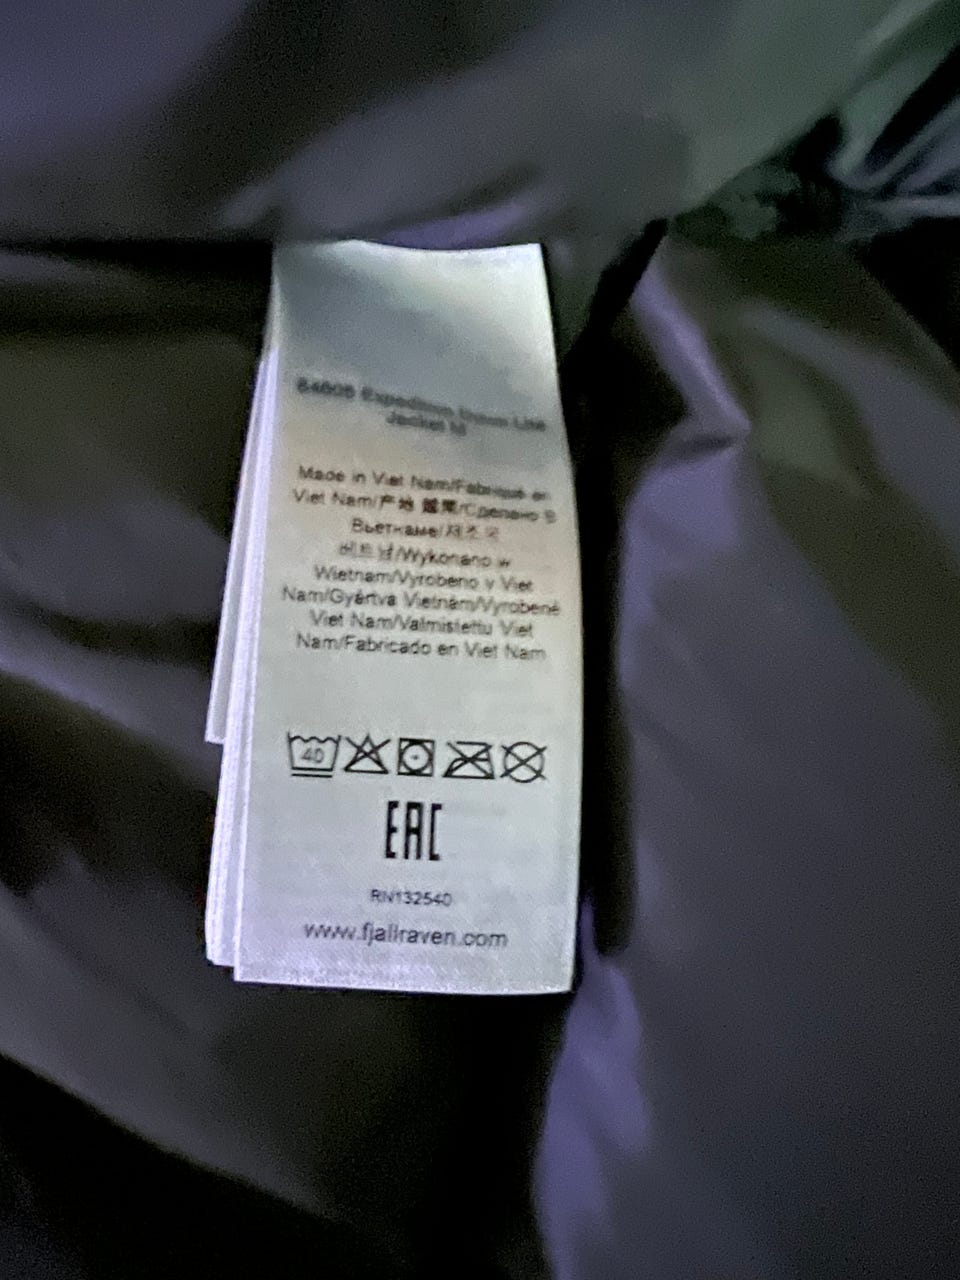 Expedition Down Lite
Jacket M
Made in Viet Nam/Fabriqué en
Viet Nam/产地 越南/Сделано в
Вьетнаме/제조국
베트남/Wykonano w
Wietnam/Vyrobeno v Viet
Nam/Gyártva Vietnám/Vyrobené
Viet Nam/Valmistettu Viet
Nam/Fabricado en Viet Nam
40
EAC
RN132540
www.fjallraven.com